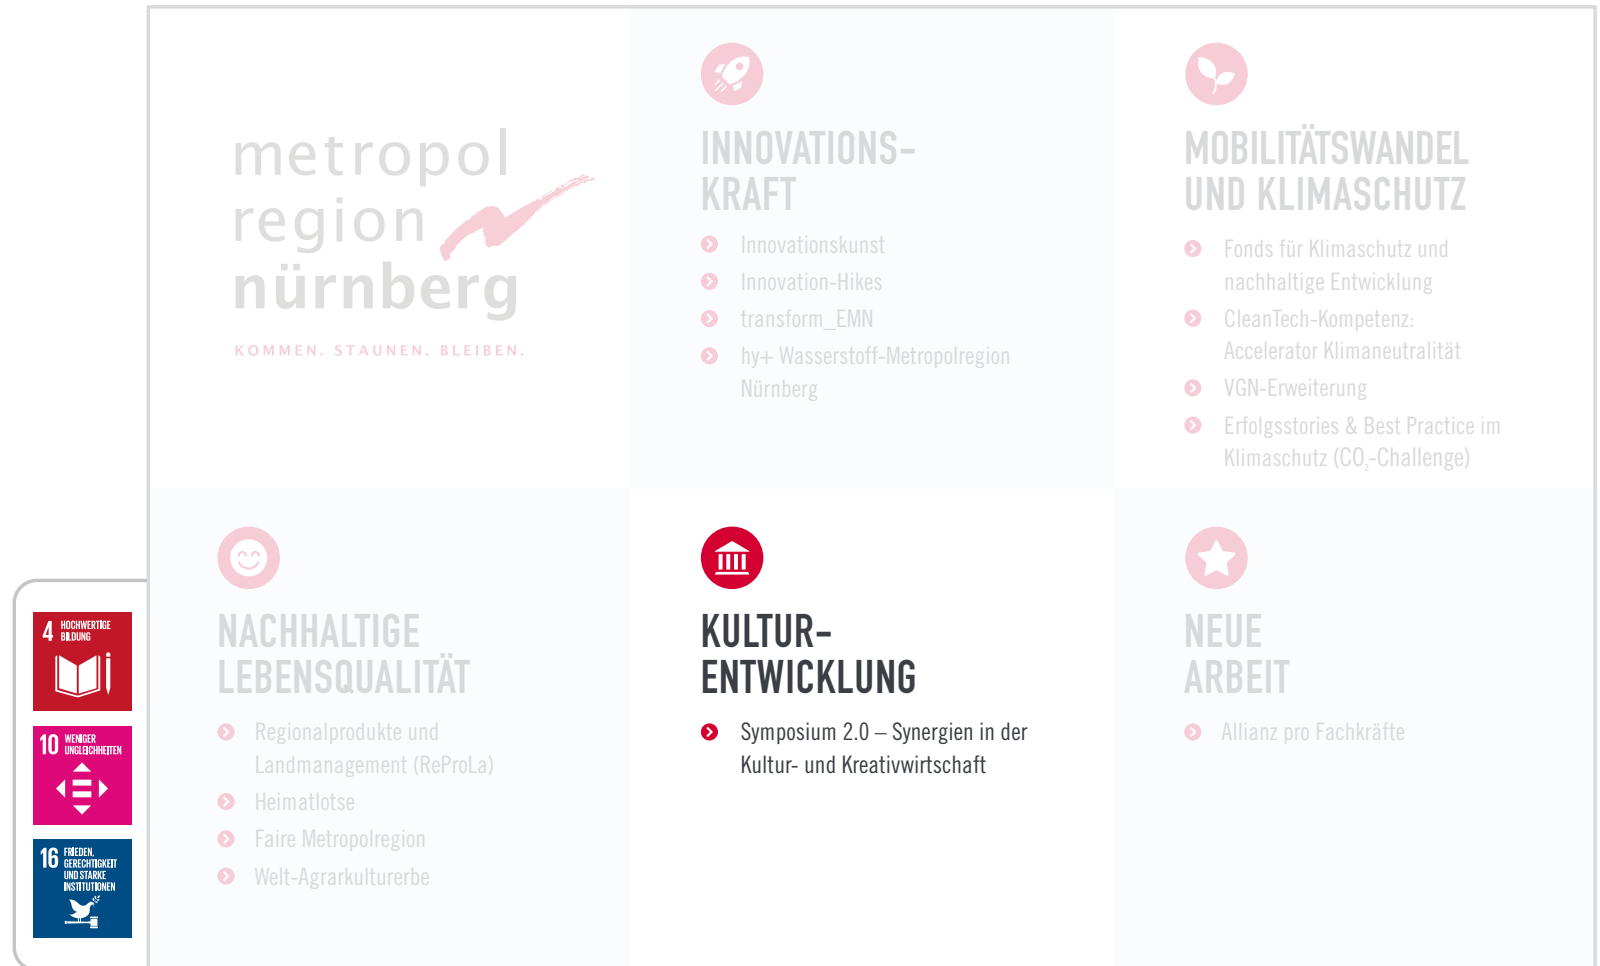 metropol
region
nürnberg
KOMMEN. STAUNEN. BLEIBEN.
INNOVATIONS-
KRAFT
Innovationskunst
Innovation-Hikes
transform_EMN
hy+ Wasserstoff-Metropolregion
Nürnberg
MOBILITÄTSWANDEL
UND KLIMASCHUTZ
Fonds für Klimaschutz und
nachhaltige Entwicklung
CleanTech-Kompetenz:
Accelerator Klimaneutralität
VGN-Erweiterung
Erfolgsstories & Best Practice im
Klimaschutz (CO₂-Challenge)
4 HOCHWERTIGE
BILDUNG
10 WENIGER
UNGLEICHHEITEN
16 FRIEDEN,
GERECHTIGKEIT
UND STARKE
INSTITUTIONEN
NACHHALTIGE
LEBENSQUALITÄT
Regionalprodukte und
Landmanagement (ReProLa)
Heimatlotse
Faire Metropolregion
Welt-Agrarkulturerbe
KULTUR-
ENTWICKLUNG
Symposium 2.0 – Synergien in der
Kultur- und Kreativwirtschaft
NEUE
ARBEIT
Allianz pro Fachkräfte